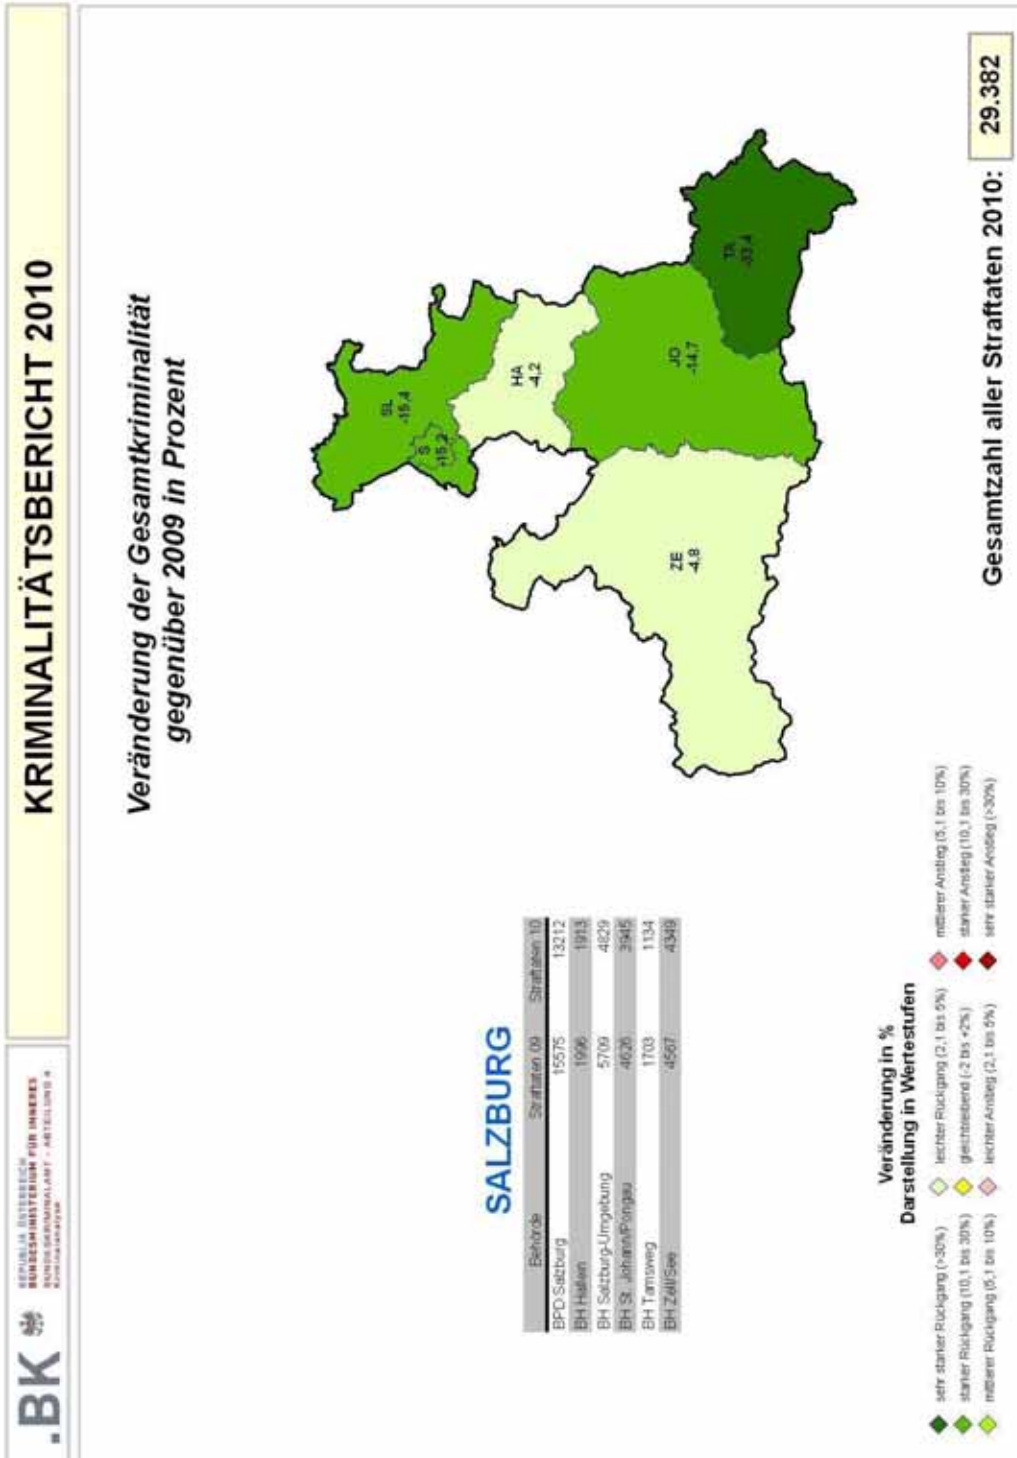 .BK
REPUBLIK ÖSTERREICH
BUNDESMINISTERIUM FÜR INNERES
BUNDESKRIMINALAMT - ABTEILUNG 4
Kriminalanalyse
KRIMINALITÄTSBERICHT 2010
Veränderung der Gesamtkriminalität
gegenüber 2009 in Prozent
SALZBURG
Behörde Straftaten 09 Straftaten 10
BPD Salzburg 15575 13212
BH Hallein 1996 1913
BH Salzburg-Umgebung 5709 4829
BH St. Johann/Pongau 4626 3945
BH Tamsweg 1703 1134
BH Zell/See 4567 4349
SL
-15,4
S
-15,2
HA
-4,2
JO
-14,7
TA
-33,4
ZE
-4,8
Veränderung in %
Darstellung in Wertestufen
sehr starker Rückgang (>30%) leichter Rückgang (2,1 bis 5%) mittlerer Anstieg (5,1 bis 10%)
starker Rückgang (10,1 bis 30%) gleichbleibend (-2 bis +2%) starker Anstieg (10,1 bis 30%)
mittlerer Rückgang (5,1 bis 10%) leichter Anstieg (2,1 bis 5%) sehr starker Anstieg (>30%)
Gesamtzahl aller Straftaten 2010: 29.382